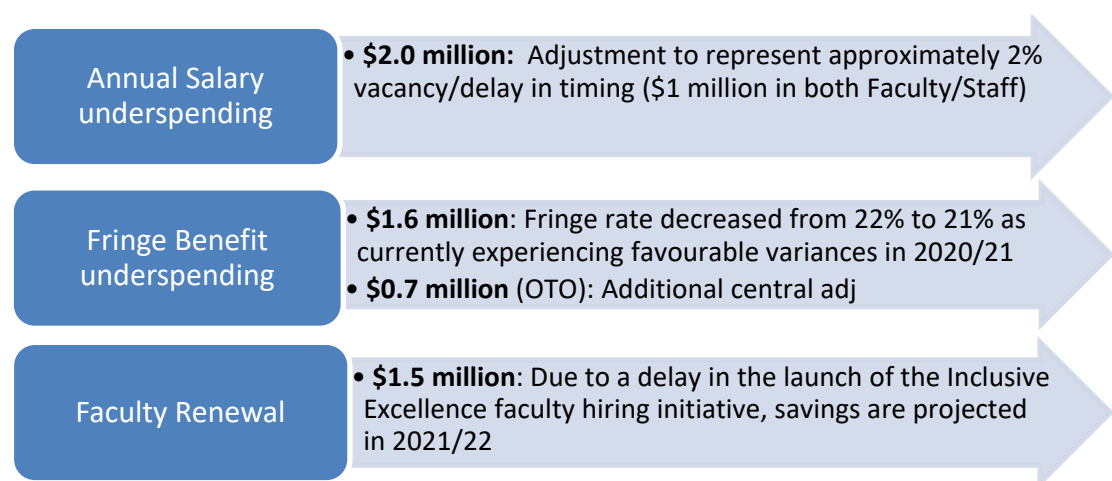 Annual Salary
underspending
• $2.0 million: Adjustment to represent approximately 2%
vacancy/delay in timing ($1 million in both Faculty/Staff)
Fringe Benefit
underspending
• $1.6 million: Fringe rate decreased from 22% to 21% as
currently experiencing favourable variances in 2020/21
• $0.7 million (OTO): Additional central adj
Faculty Renewal
• $1.5 million: Due to a delay in the launch of the Inclusive
Excellence faculty hiring initiative, savings are projected
in 2021/22